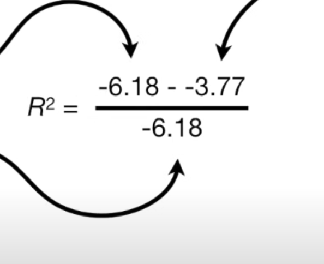 -6.18 - -3.77
R² =
-6.18